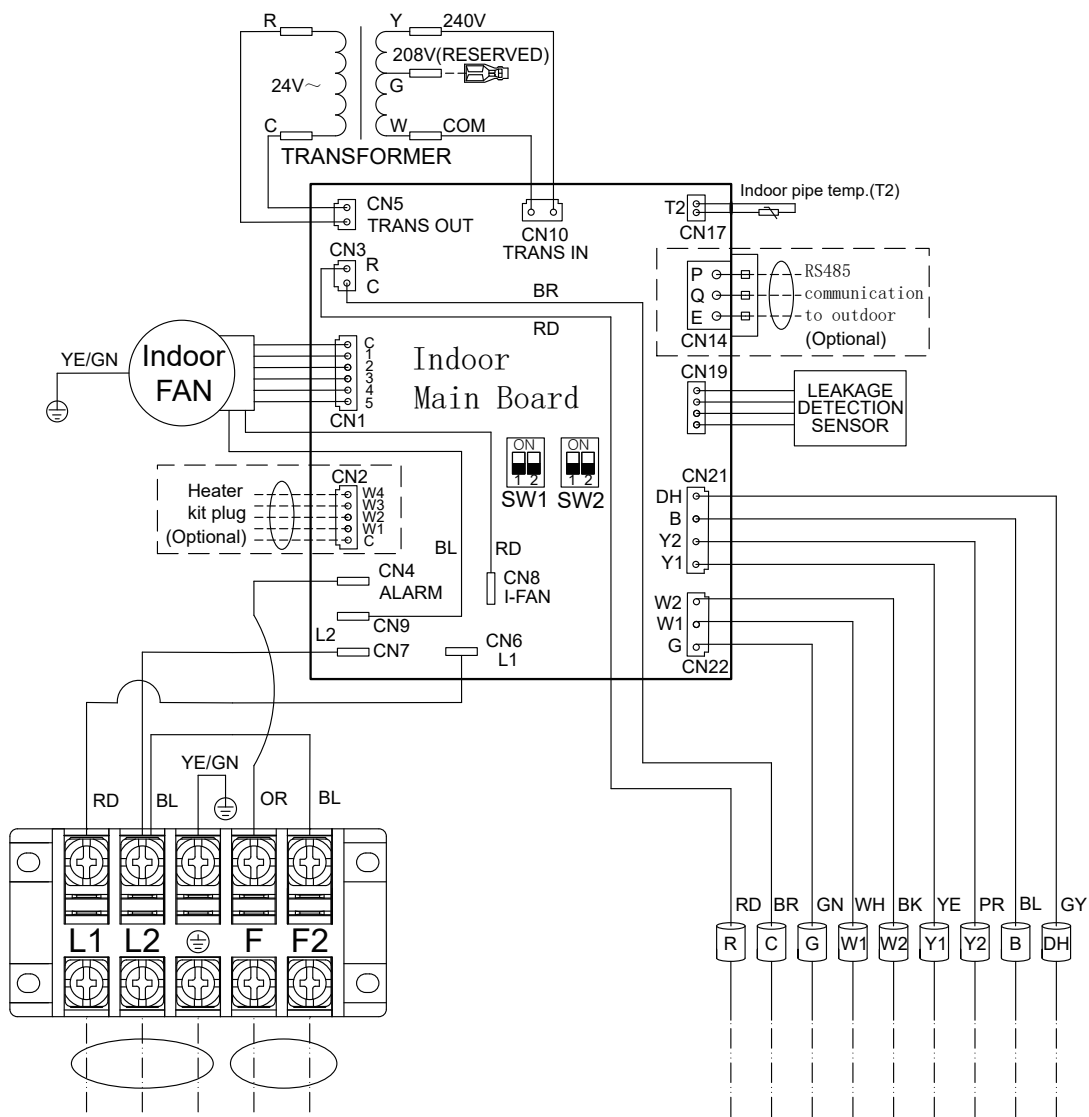 R
Y
240V
208V(RESERVED)
24V～
G
C
W
COM
TRANSFORMER
CN5
TRANS OUT
CN10
TRANS IN
T2
CN17
Indoor pipe temp.(T2)
CN3
R
C
BR
RD
P
Q
E
CN14
RS485
communication
to outdoor
(Optional)
YE/GN
Indoor
FAN
C
1
2
3
4
5
CN1
Indoor
Main Board
CN19
LEAKAGE
DETECTION
SENSOR
ON
1 2
SW1
ON
1 2
SW2
Heater
kit plug
(Optional)
CN2
W4
W3
W2
W1
C
BL
RD
CN21
DH
B
Y2
Y1
CN4
ALARM
CN8
I-FAN
CN9
L2
CN7
CN6
L1
W2
W1
G
CN22
YE/GN
RD
BL
OR
BL
L1
L2
F
F2
RD
BR
GN
WH
BK
YE
PR
BL
GY
R
C
G
W1
W2
Y1
Y2
B
DH